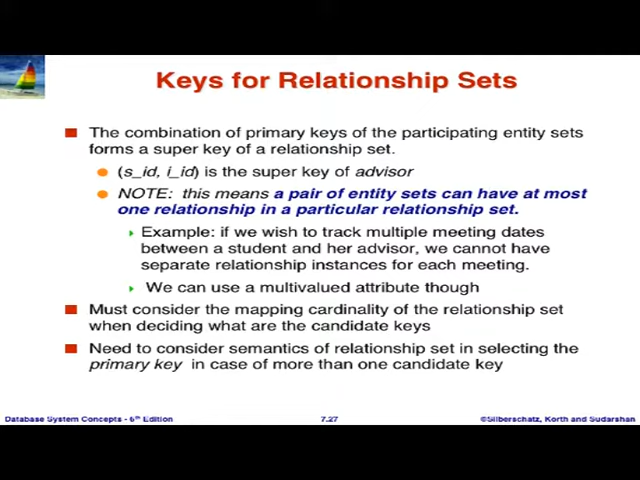 Keys for Relationship Sets
The combination of primary keys of the participating entity sets
forms a super key of a relationship set.
(s_id, i_id) is the super key of advisor
NOTE: this means a pair of entity sets can have at most
one relationship in a particular relationship set.
Example: if we wish to track multiple meeting dates
between a student and her advisor, we cannot have
separate relationship instances for each meeting.
We can use a multivalued attribute though
Must consider the mapping cardinality of the relationship set
when deciding what are the candidate keys
Need to consider semantics of relationship set in selecting the
primary key in case of more than one candidate key
Database System Concepts - 6th Edition
7.27
©Silberschatz, Korth and Sudarshan